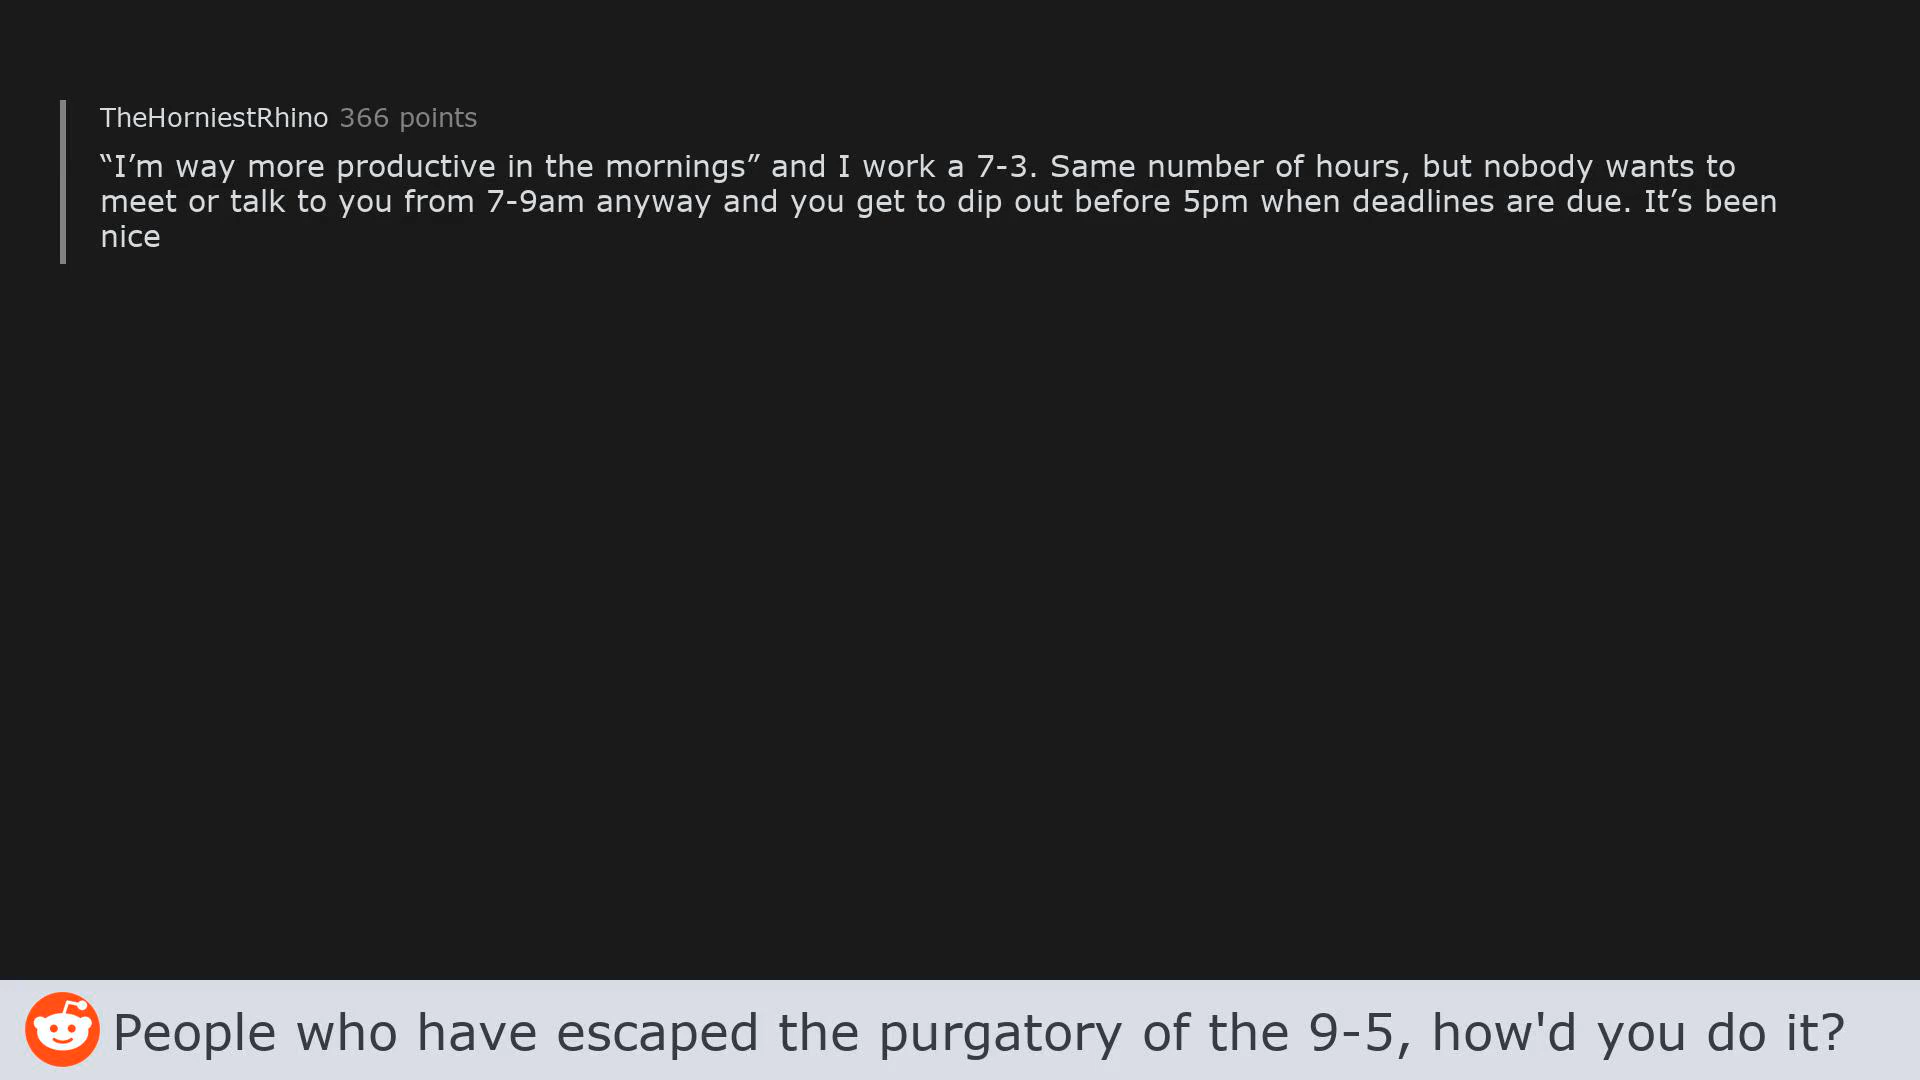 TheHorniestRhino 366 points
“I’m way more productive in the mornings” and I work a 7-3. Same number of hours, but nobody wants to
meet or talk to you from 7-9am anyway and you get to dip out before 5pm when deadlines are due. It’s been
nice
People who have escaped the purgatory of the 9-5, how'd you do it?